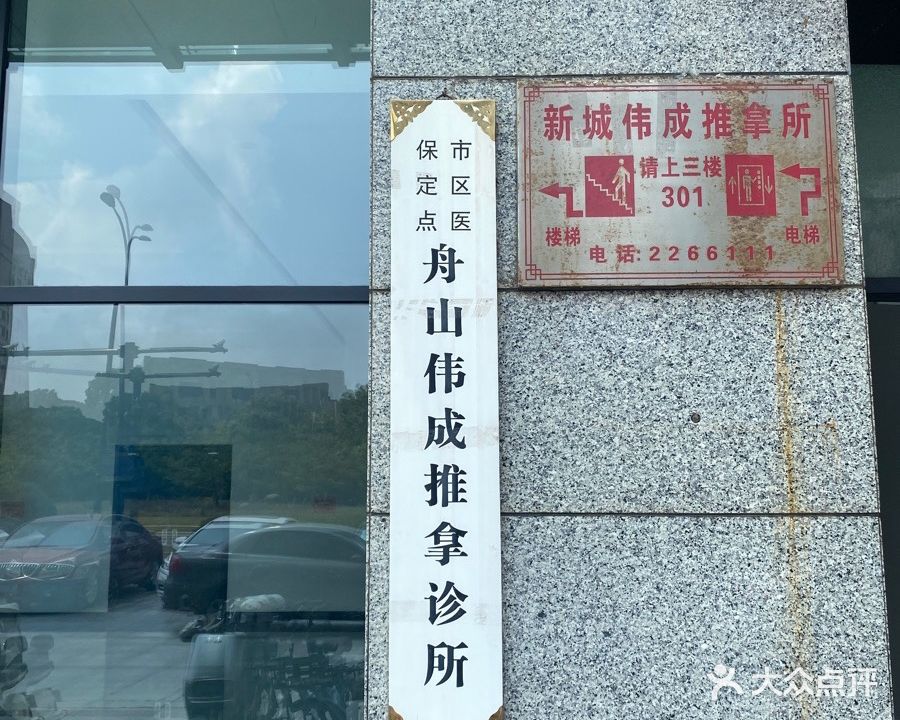 市区医
保定点
舟山伟成推拿诊所
新城伟成推拿所
请上三楼
301
楼梯
电梯
电话:2266111
大众点评